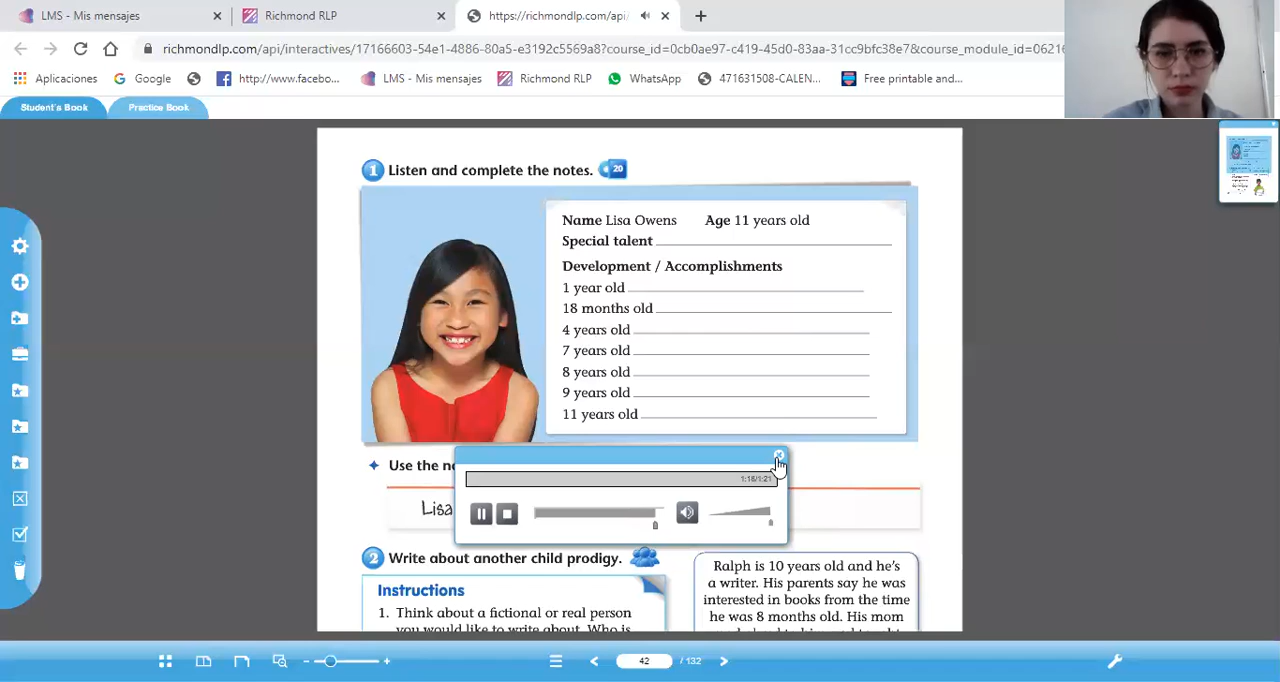 LMS - Mis mensajes
Richmond RLP
https://richmondlp.com/api/
richmondlp.com/api/interactives/17166603-54e1-4886-80a5-e3192c5569a8?course_id=0cb0ae97-c419-45d0-83aa-31cc9bfc38e7&course_module_id=06216
Aplicaciones
Google
http://www.facebo...
LMS - Mis mensajes
Richmond RLP
WhatsApp
471631508-CALEN...
Free printable and...
Student's Book
Practice Book
1 Listen and complete the notes. 20
Name Lisa Owens Age 11 years old
Special talent
Development / Accomplishments
1 year old
18 months old
4 years old
7 years old
8 years old
9 years old
11 years old
Use the
1:18/1:21
Lisa
2 Write about another child prodigy.
Instructions
1. Think about a fictional or real person
you would like to write about. Who is
Ralph is 10 years old and he's
a writer. His parents say he was
interested in books from the time
he was 8 months old. His mom
42 / 132